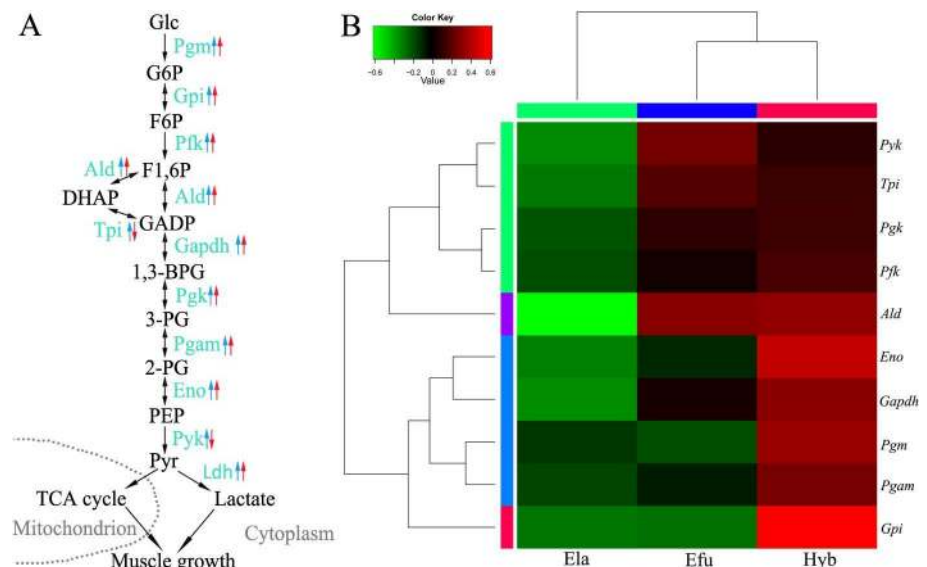 A
Glc
Pgm
G6P
Gpi
F6P
Pfk
Ald
F1,6P
DHAP
Ald
Tpi
GADP
Gapdh
1,3-BPG
Pgk
3-PG
Pgam
2-PG
Eno
PEP
Pyk
Pyr
Ldh
TCA cycle
Lactate
Mitochondrion
Cytoplasm
Muscle growth
B
Color Key
−0.6 −0.2 0 0.2 0.4 0.6
Value
Pyk
Tpi
Pgk
Pfk
Ald
Eno
Gapdh
Pgm
Pgam
Gpi
Ela Efu Hyb